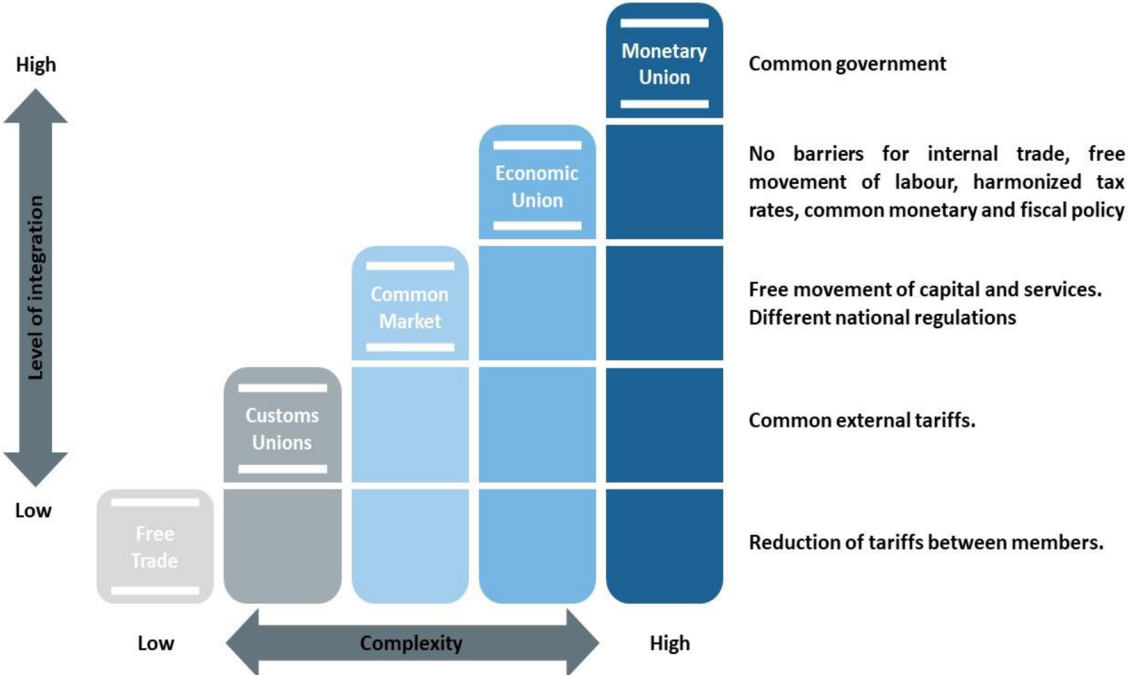 High
Monetary
Union
Common government
Economic
Union
No barriers for internal trade, free
movement of labour, harmonized tax
rates, common monetary and fiscal policy
Level of integration
Common
Market
Free movement of capital and services.
Different national regulations
Customs
Unions
Common external tariffs.
Low
Free
Trade
Reduction of tariffs between members.
Low
Complexity
High